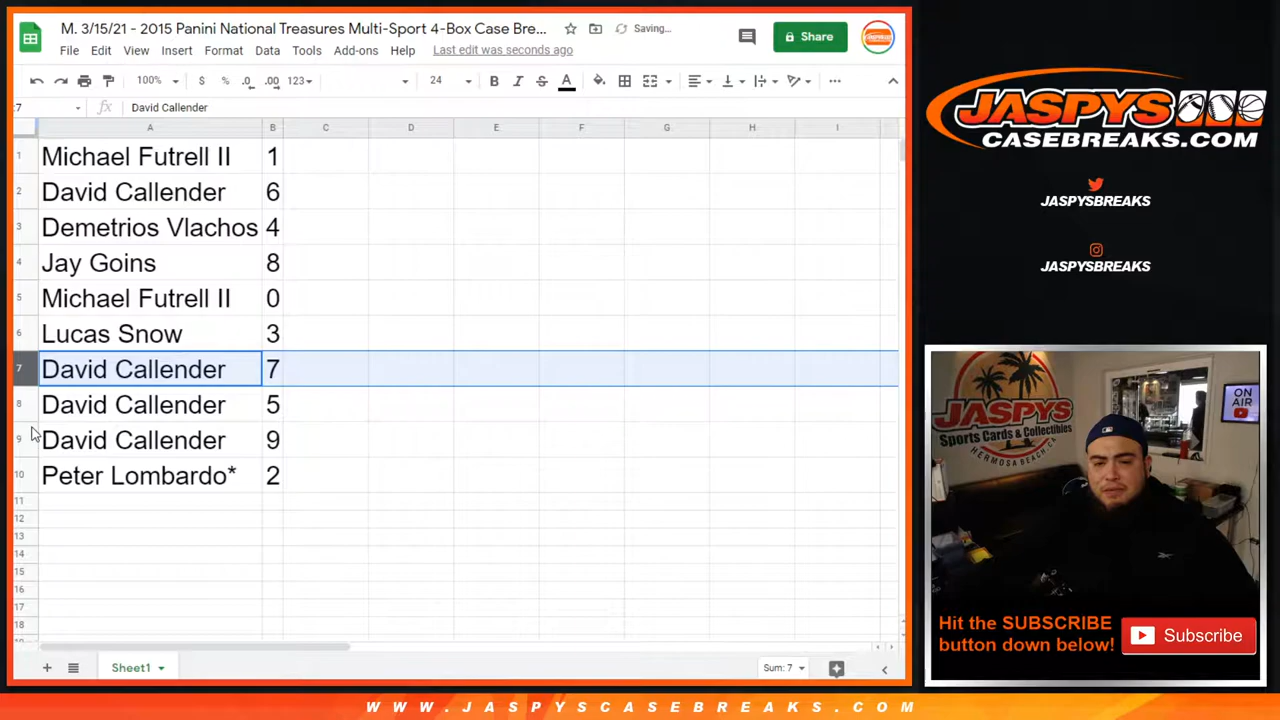 M. 3/15/21 - 2015 Panini National Treasures Multi-Sport 4-Box Case Bre...
Saving...
Share
File Edit View Insert Format Data Tools Add-ons Help Last edit was seconds ago
100% $ % .0 .00 123 24 B I S A
:7 fx David Callender
A B C D E F G H I
1 Michael Futrell II 1
2 David Callender 6
3 Demetrios Vlachos 4
4 Jay Goins 8
5 Michael Futrell II 0
6 Lucas Snow 3
7 David Callender 7
8 David Callender 5
9 David Callender 9
10 Peter Lombardo* 2
11
12
13
14
15
16
17
18
Sheet1
Sum: 7
JASPYS
CASEBREAKS.COM
JASPYSBREAKS
JASPYSBREAKS
JASPYS
Sports Cards & Collectibles
HERMOSA BEACH, CA
ON
AIR
Hit the SUBSCRIBE
button down below!
Subscribe
WWW.JASPYSCASEBREAKS.COM